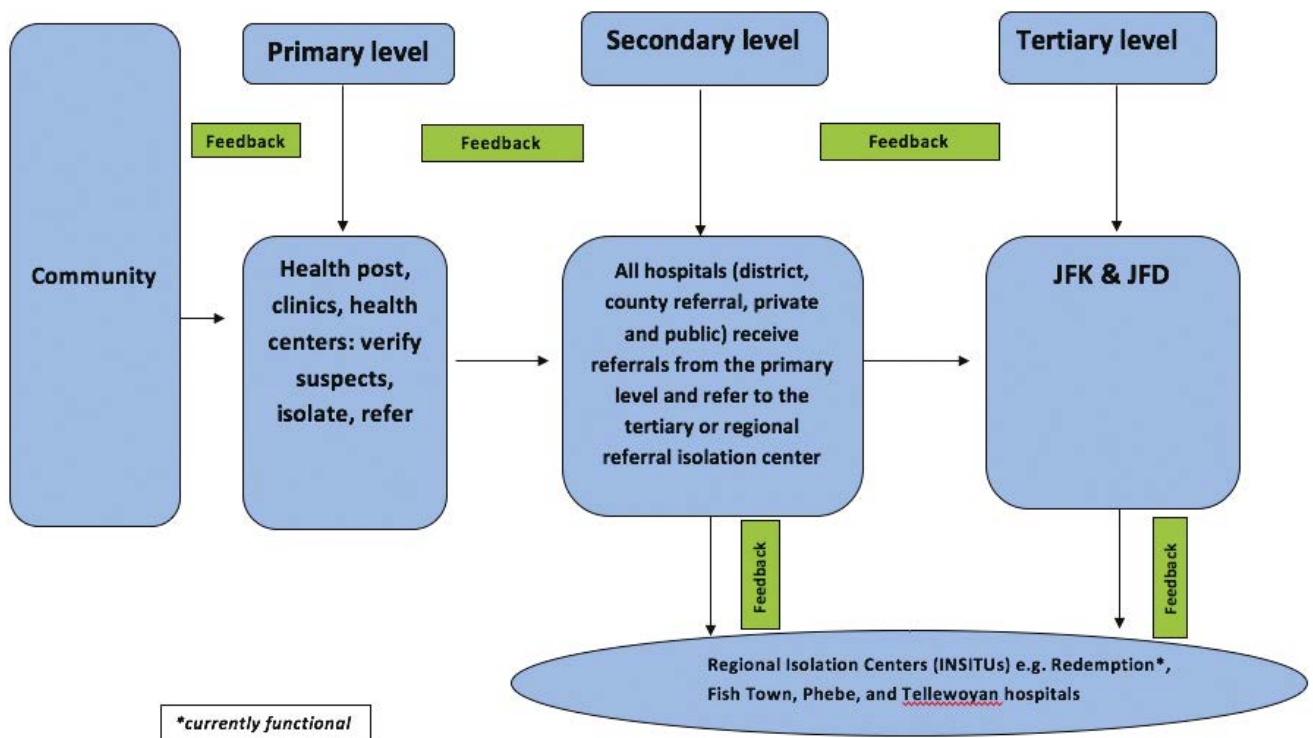 Primary level
Secondary level
Tertiary level
Feedback
Feedback
Feedback
Community
Health post,
clinics, health
centers: verify
suspects,
isolate, refer
All hospitals (district,
county referral, private
and public) receive
referrals from the primary
level and refer to the
tertiary or regional
referral isolation center
JFK & JFD
Feedback
Feedback
Regional Isolation Centers (INSITUs) e.g. Redemption*,
Fish Town, Phebe, and Tellewoyan hospitals
*currently functional